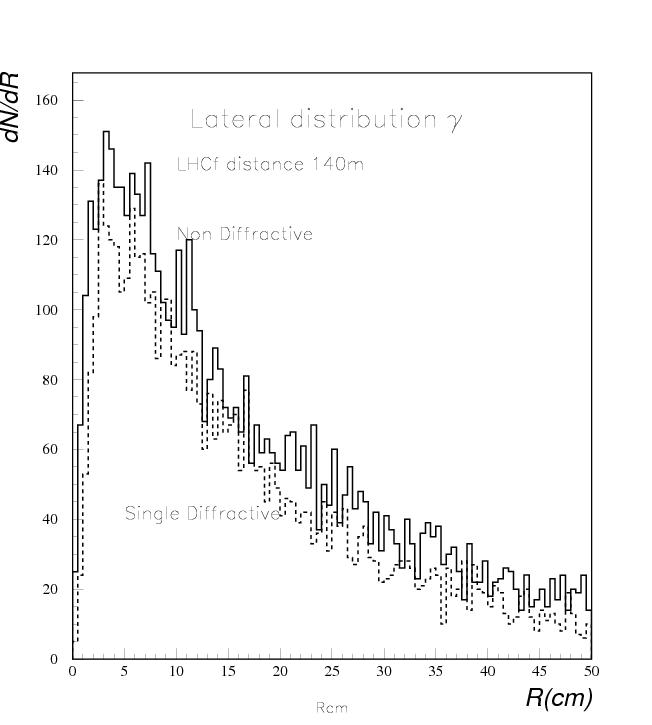 dN/dR
160
Lateral distribution γ
LHCf distance 140m
140
Non Diffractive
120
100
80
60
Single Diffractive
40
20
0
0 5 10 15 20 25 30 35 40 45 50
R(cm)
Rcm